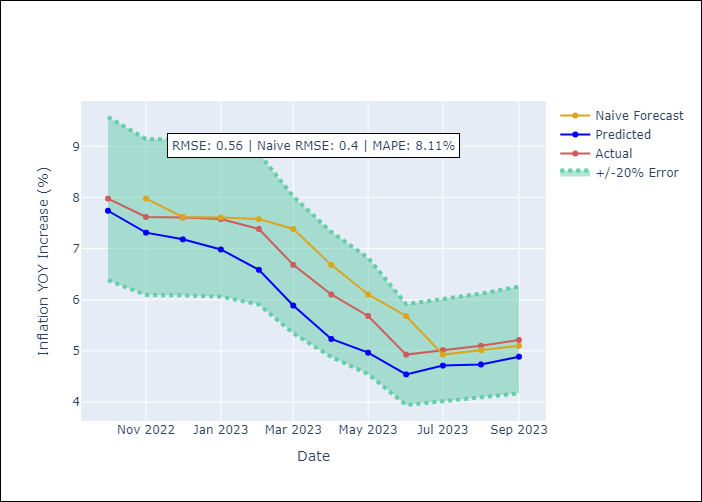 Naive Forecast
Predicted
Actual
+/-20% Error
RMSE: 0.56 | Naive RMSE: 0.4 | MAPE: 8.11%
Inflation YOY Increase (%)
9
8
7
6
5
4
Nov 2022
Jan 2023
Mar 2023
May 2023
Jul 2023
Sep 2023
Date